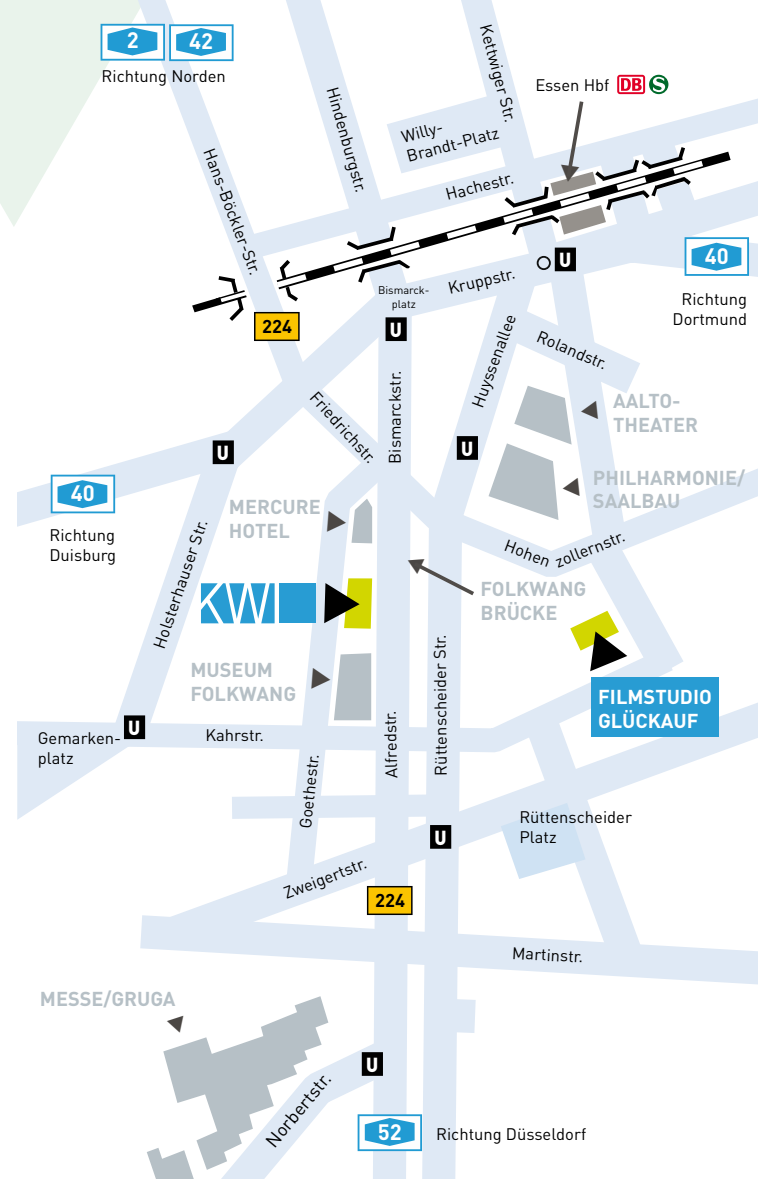 2
42
Richtung Norden
Kettwiger Str.
Essen Hbf DB S
Hindenburgstr.
Willy-
Brandt-Platz
Hans-Böckler-Str.
Hachestr.
40
Richtung
Dortmund
U
Kruppstr.
Bismarck-
platz
U
224
Rolandstr.
Huyssenallee
Bismarckstr.
Friedrichstr.
AALTO-
THEATER
U
U
PHILHARMONIE/
SAALBAU
40
Richtung
Duisburg
MERCURE
HOTEL
Holsterhauser Str.
Hohen zollernstr.
KWI
FOLKWANG
BRÜCKE
MUSEUM
FOLKWANG
Rüttenscheider Str.
FILMSTUDIO
GLÜCKAUF
Gemarken-
platz
U
Kahrstr.
Alfredstr.
Goethestr.
U
Rüttenscheider
Platz
Zweigertstr.
224
Martinstr.
MESSE/GRUGA
U
Norbertstr.
52
Richtung Düsseldorf